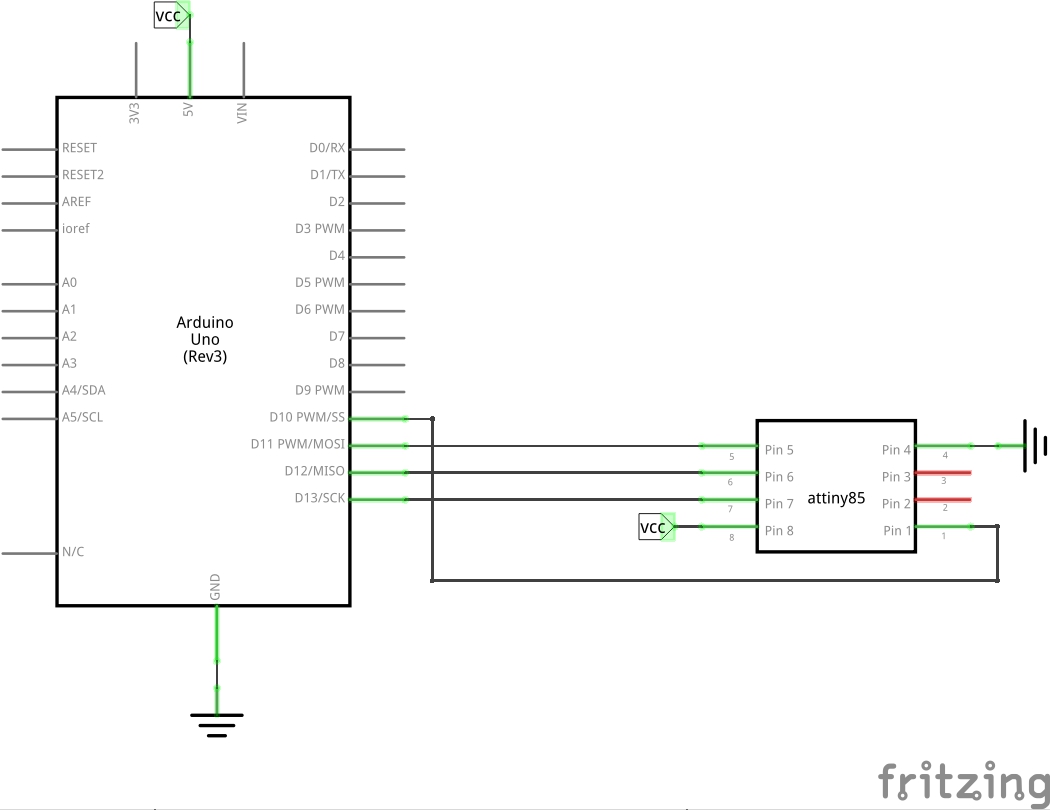 VCC
3V3
5V
VIN
RESET
RESET2
AREF
ioref
A0
A1
A2
A3
A4/SDA
A5/SCL
N/C
Arduino
Uno
(Rev3)
D0/RX
D1/TX
D2
D3 PWM
D4
D5 PWM
D6 PWM
D7
D8
D9 PWM
D10 PWM/SS
D11 PWM/MOSI
D12/MISO
D13/SCK
GND
5
6
7
8
VCC
Pin 5
Pin 6
Pin 7
Pin 8
attiny85
Pin 4
Pin 3
Pin 2
Pin 1
4
3
2
1
fritzing